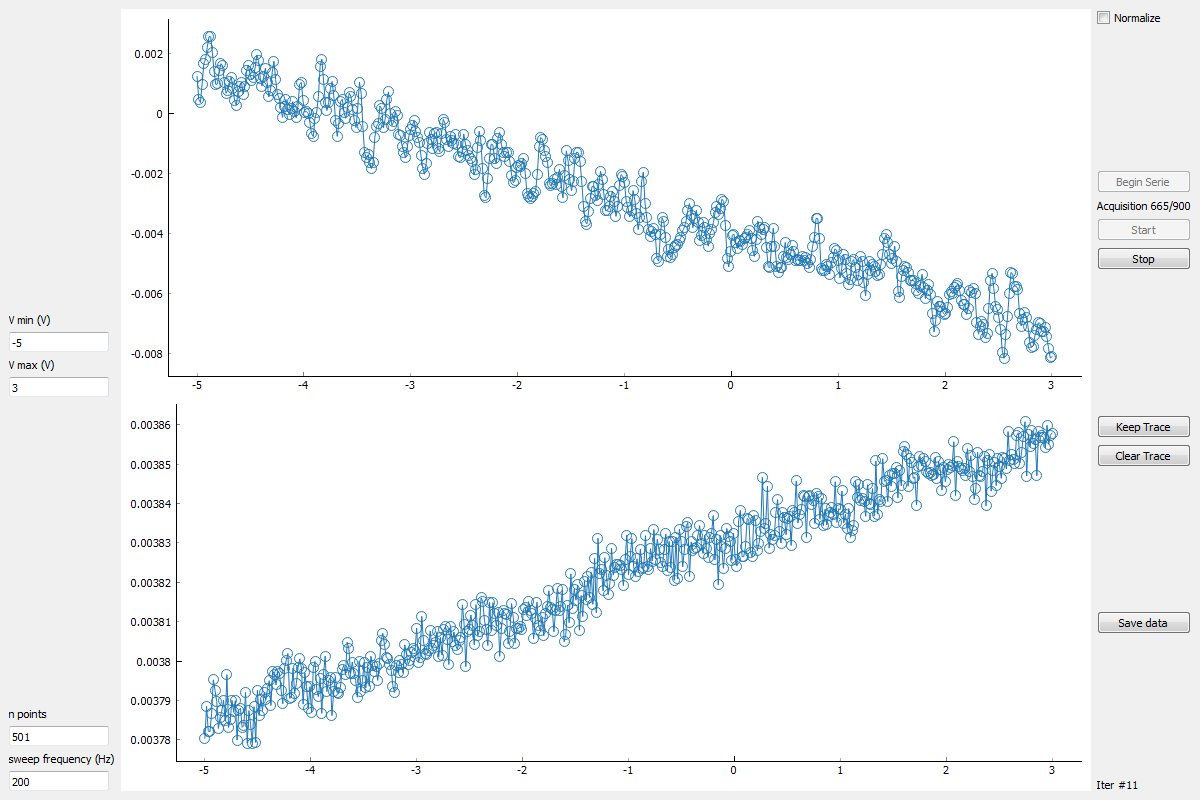 Normalize
0.002
0
-0.002
-0.004
-0.006
-0.008
-5 -4 -3 -2 -1 0 1 2 3
Begin Serie
Acquisition 665/900
Start
Stop
V min (V)
-5
V max (V)
3
0.00386
0.00385
0.00384
0.00383
0.00382
0.00381
0.0038
0.00379
0.00378
-5 -4 -3 -2 -1 0 1 2 3
Keep Trace
Clear Trace
Save data
n points
501
sweep frequency (Hz)
200
Iter #11